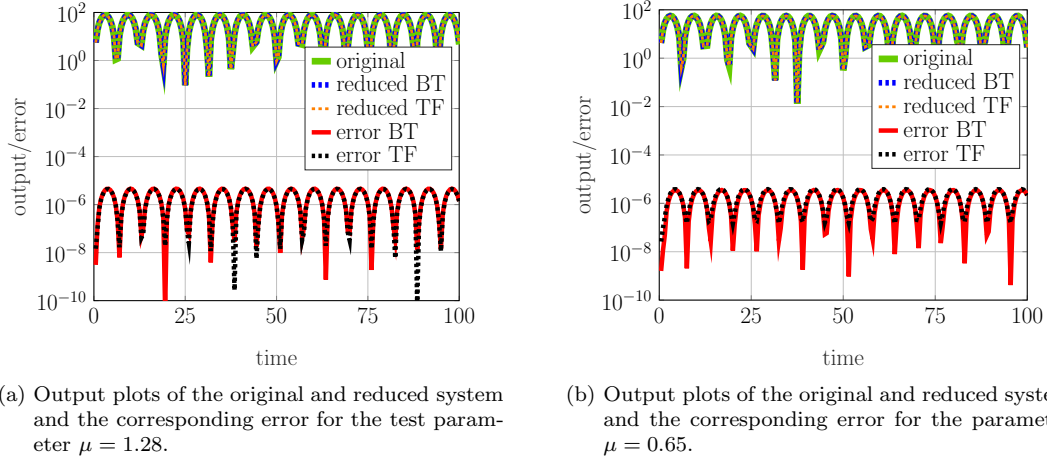 10^2
10^0
10^−2
10^−4
10^−6
10^−8
10^−10
output/error
original
reduced BT
reduced TF
error BT
error TF
0 25 50 75 100
time
(a) Output plots of the original and reduced system
and the corresponding error for the test param-
eter μ = 1.28.
10^2
10^0
10^−2
10^−4
10^−6
10^−8
10^−10
output/error
original
reduced BT
reduced TF
error BT
error TF
0 25 50 75 100
time
(b) Output plots of the original and reduced syste
and the corresponding error for the paramet
μ = 0.65.